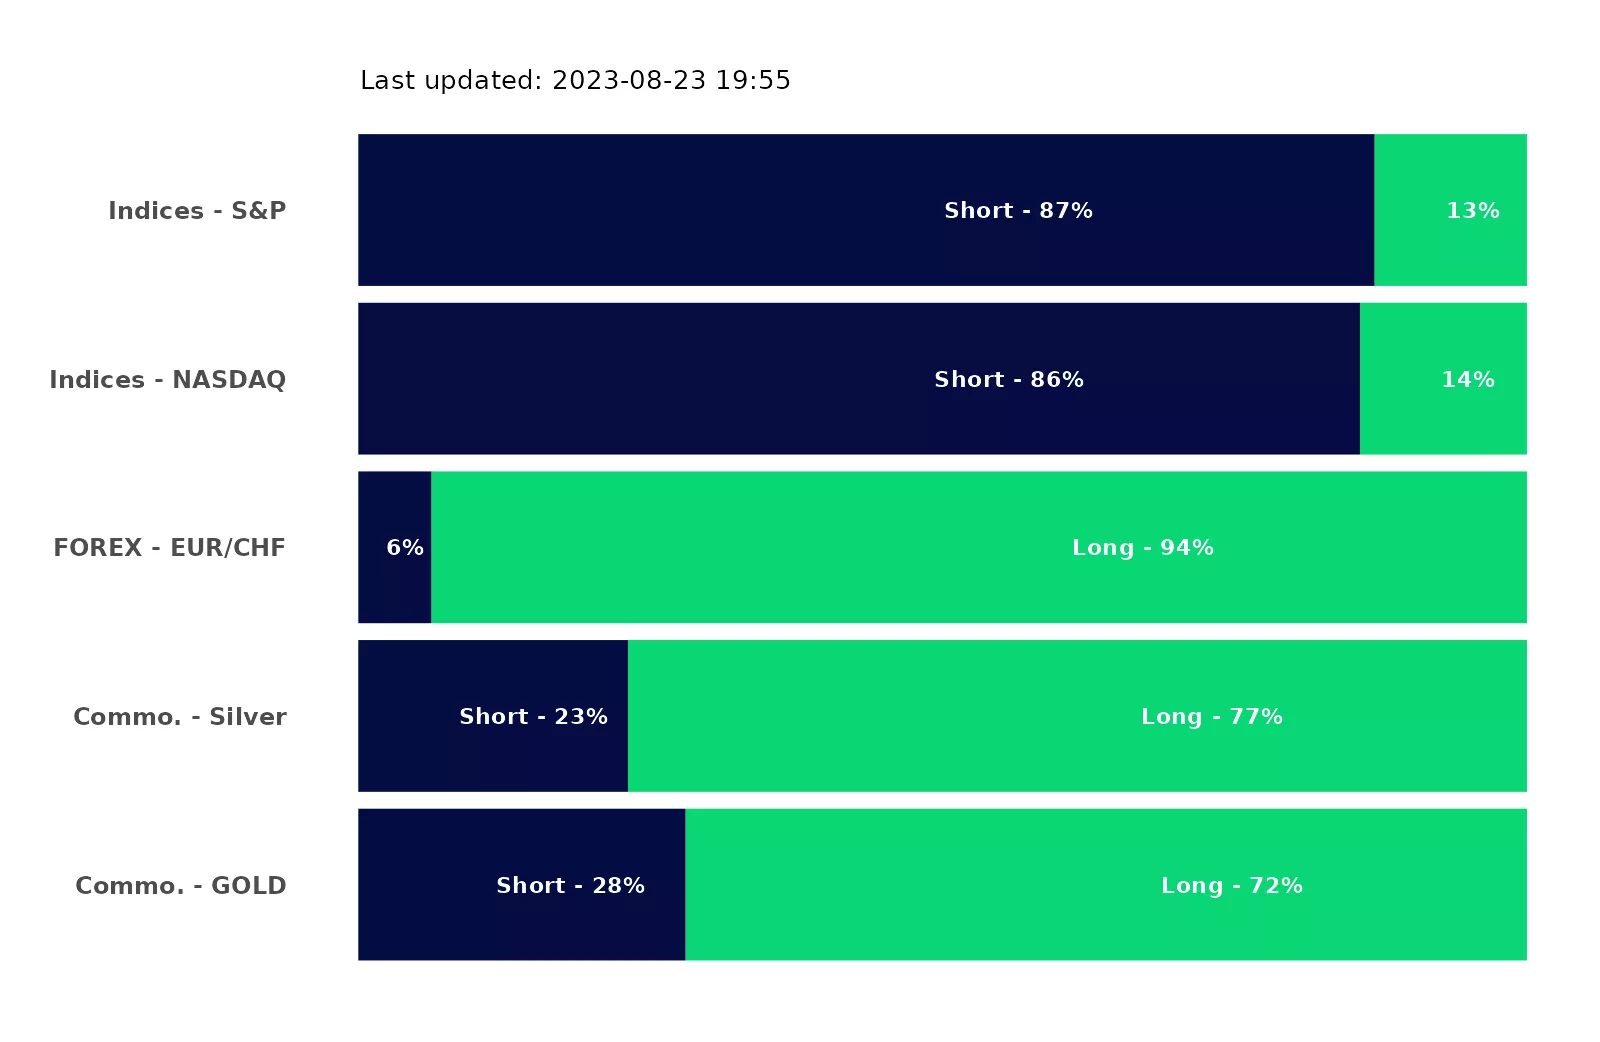 Last updated: 2023-08-23 19:55
Indices - S&P Short - 87% 13%
Indices - NASDAQ Short - 86% 14%
FOREX - EUR/CHF 6% Long - 94%
Commo. - Silver Short - 23% Long - 77%
Commo. - GOLD Short - 28% Long - 72%